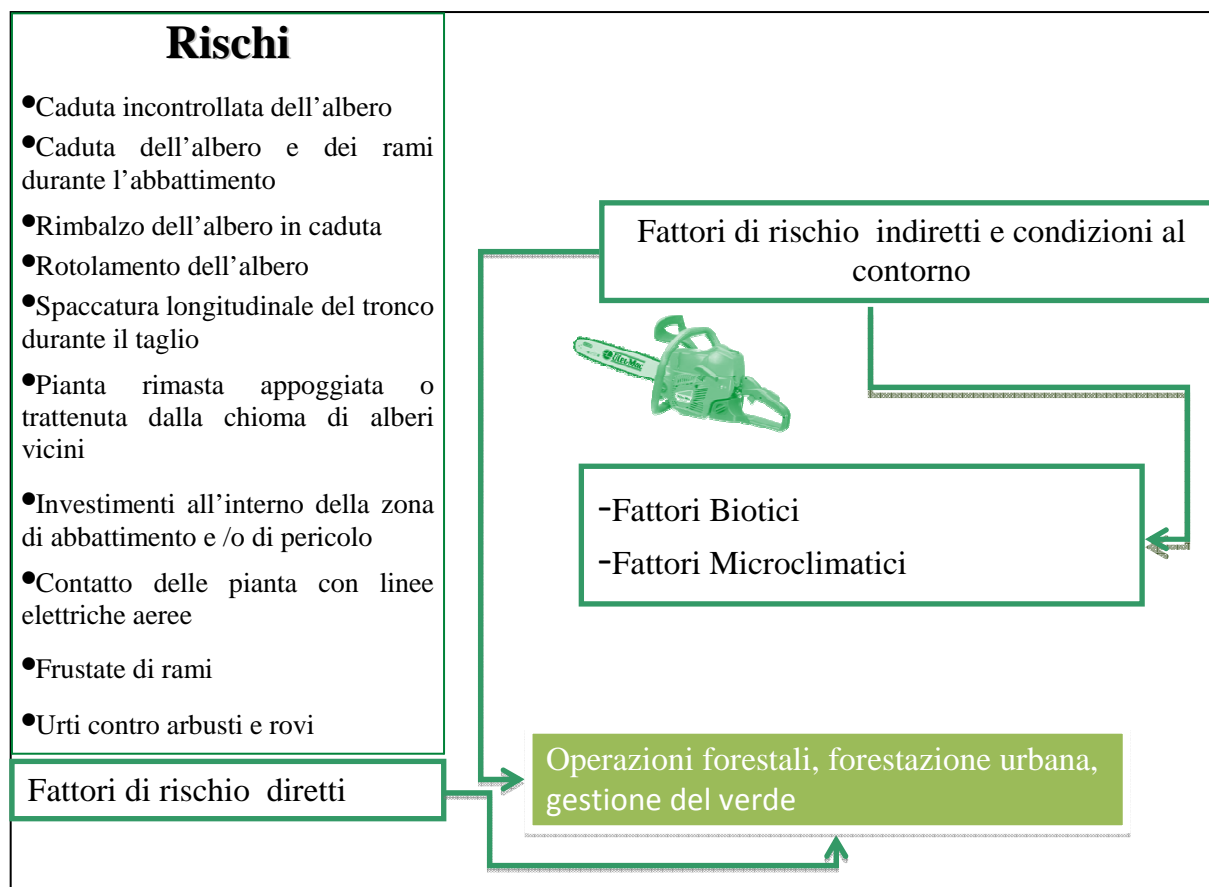 Rischi
•Caduta incontrollata dell’albero
•Caduta dell’albero e dei rami
durante l’abbattimento
•Rimbalzo dell’albero in caduta
•Rotolamento dell’albero
•Spaccatura longitudinale del tronco
durante il taglio
•Pianta rimasta appoggiata o
trattenuta dalla chioma di alberi
vicini
•Investimenti all’interno della zona
di abbattimento e /o di pericolo
•Contatto delle pianta con linee
elettriche aeree
•Frustate di rami
•Urti contro arbusti e rovi
Fattori di rischio diretti
Fattori di rischio indiretti e condizioni al
contorno
-Fattori Biotici
-Fattori Microclimatici
Operazioni forestali, forestazione urbana,
gestione del verde